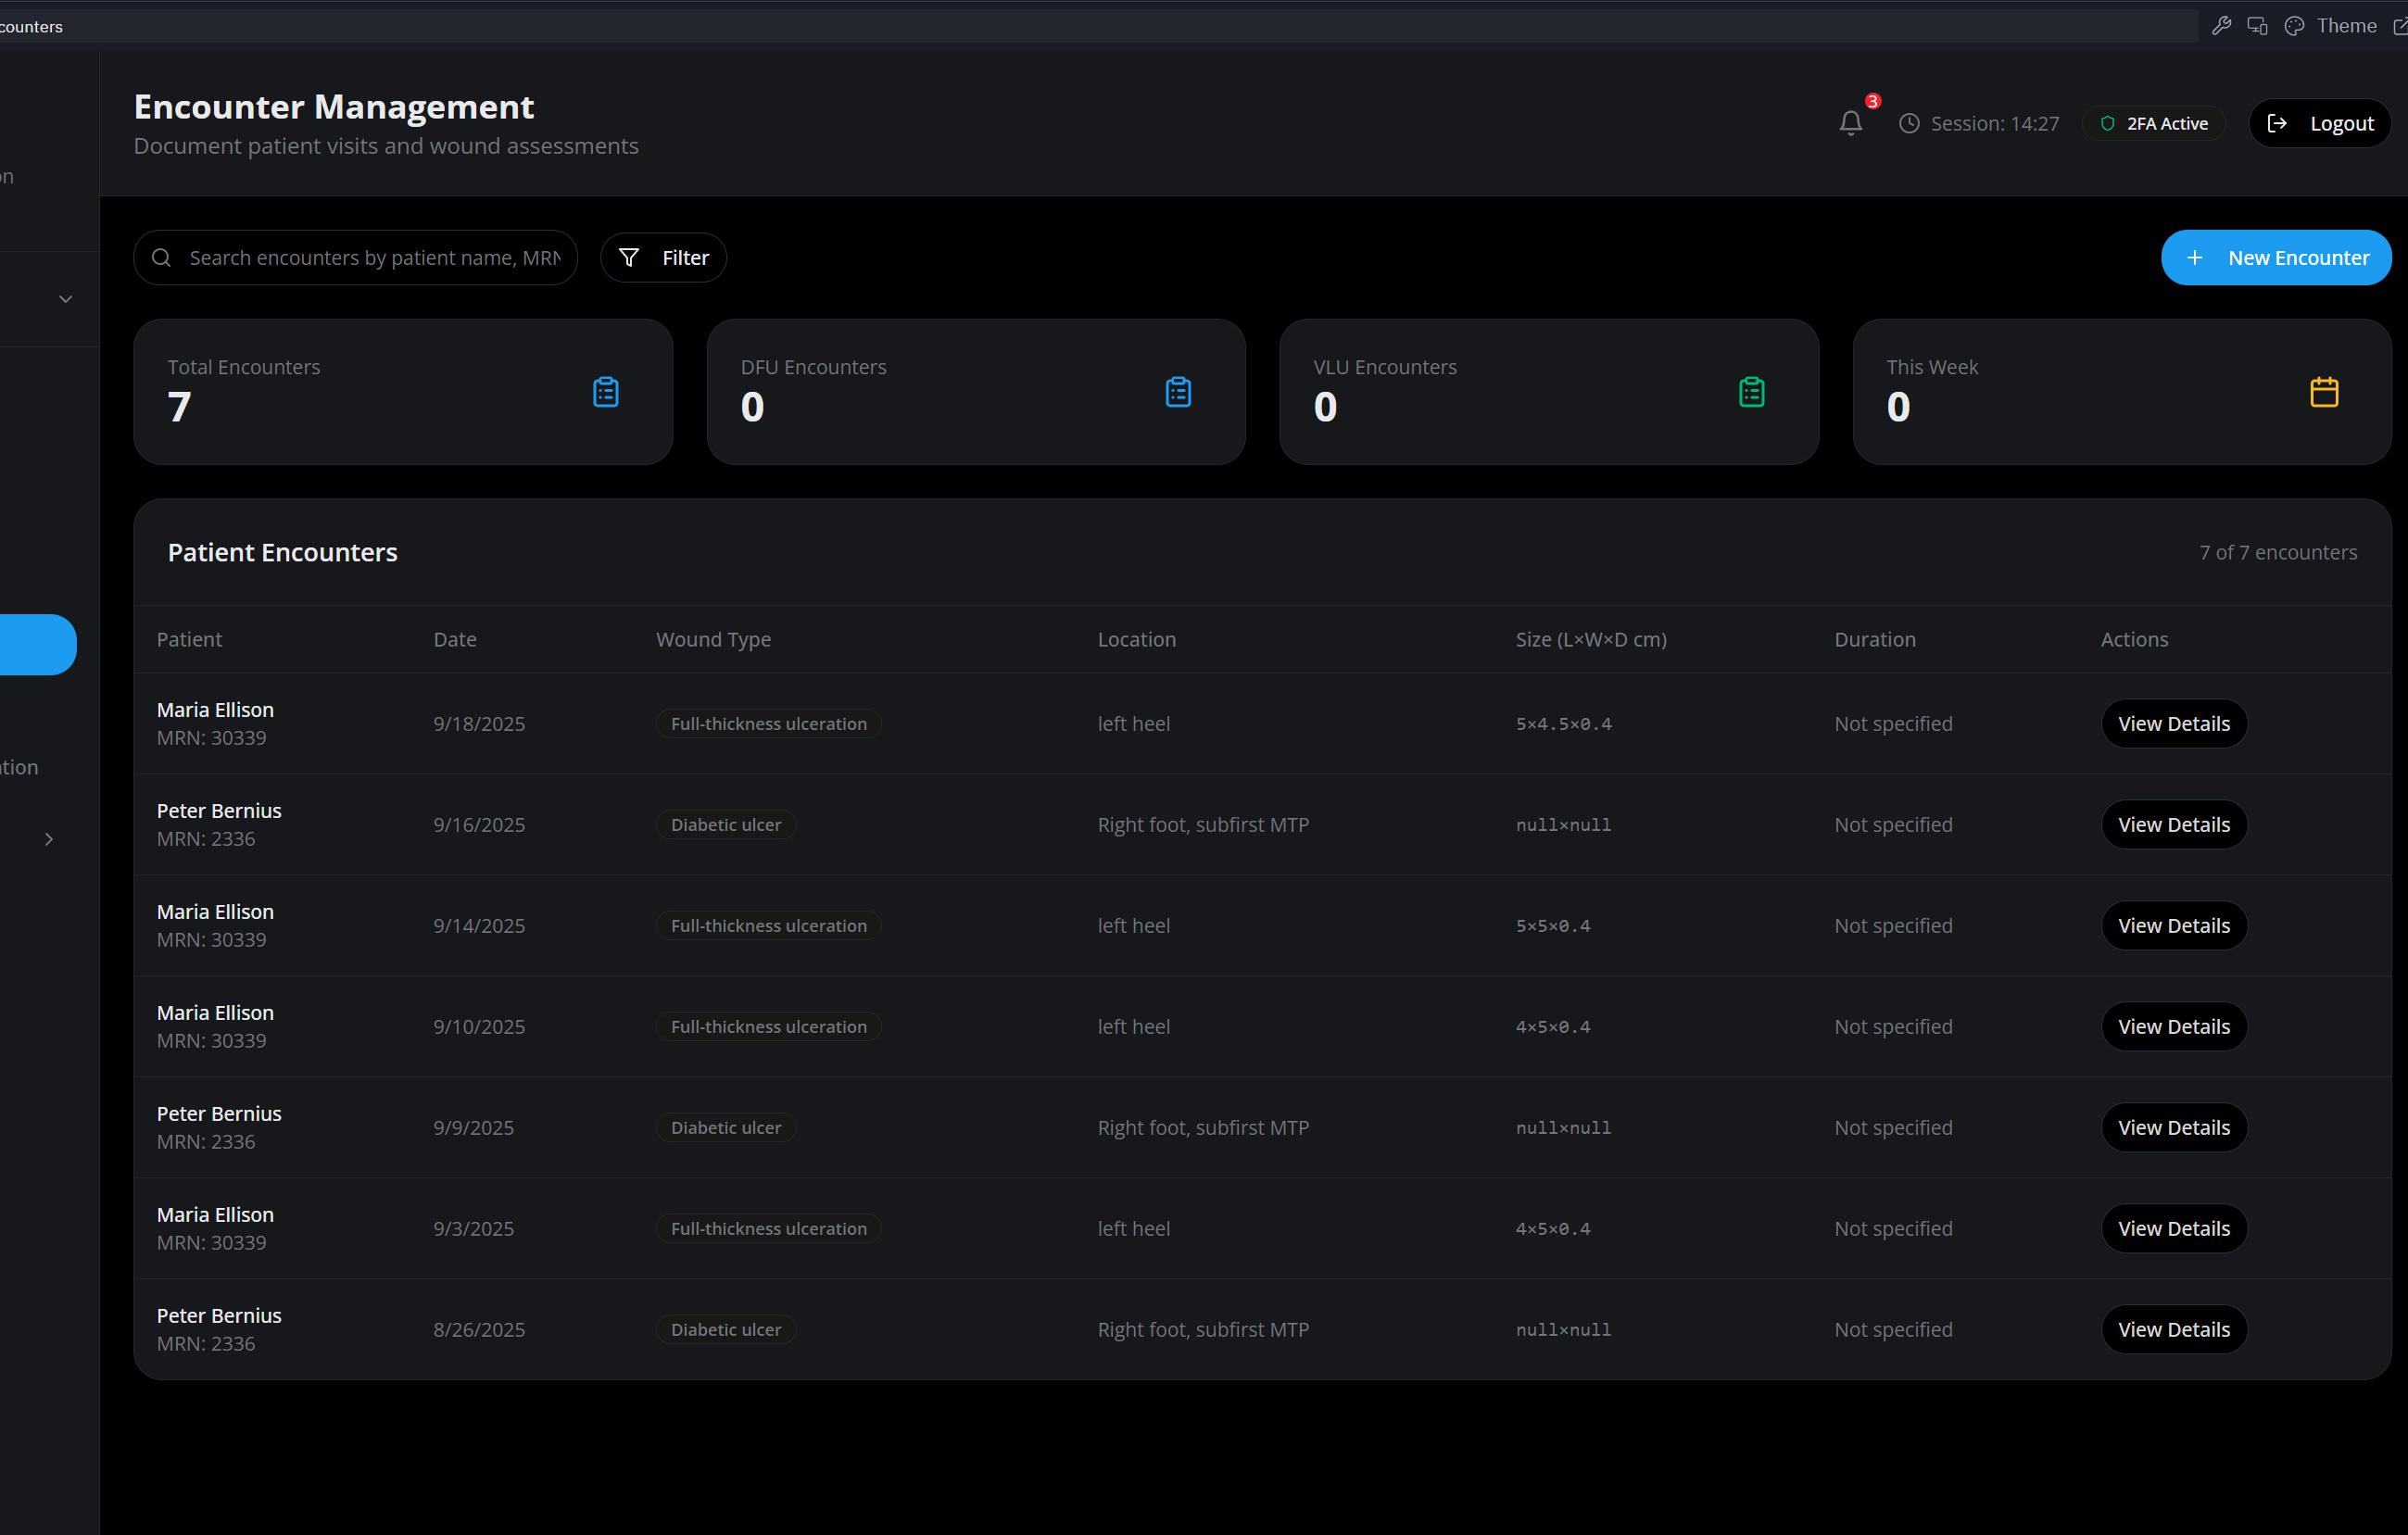 counters
Theme
on
ation
Encounter Management
Document patient visits and wound assessments
3
Session: 14:27
2FA Active
Logout
Search encounters by patient name, MRN
Filter
New Encounter
Total Encounters
7
DFU Encounters
0
VLU Encounters
0
This Week
0
Patient Encounters
7 of 7 encounters
Patient Date Wound Type Location Size (L×W×D cm) Duration Actions
Maria Ellison
MRN: 30339
9/18/2025 Full-thickness ulceration left heel 5×4.5×0.4 Not specified View Details
Peter Bernius
MRN: 2336
9/16/2025 Diabetic ulcer Right foot, subfirst MTP null×null Not specified View Details
Maria Ellison
MRN: 30339
9/14/2025 Full-thickness ulceration left heel 5×5×0.4 Not specified View Details
Maria Ellison
MRN: 30339
9/10/2025 Full-thickness ulceration left heel 4×5×0.4 Not specified View Details
Peter Bernius
MRN: 2336
9/9/2025 Diabetic ulcer Right foot, subfirst MTP null×null Not specified View Details
Maria Ellison
MRN: 30339
9/3/2025 Full-thickness ulceration left heel 4×5×0.4 Not specified View Details
Peter Bernius
MRN: 2336
8/26/2025 Diabetic ulcer Right foot, subfirst MTP null×null Not specified View Details